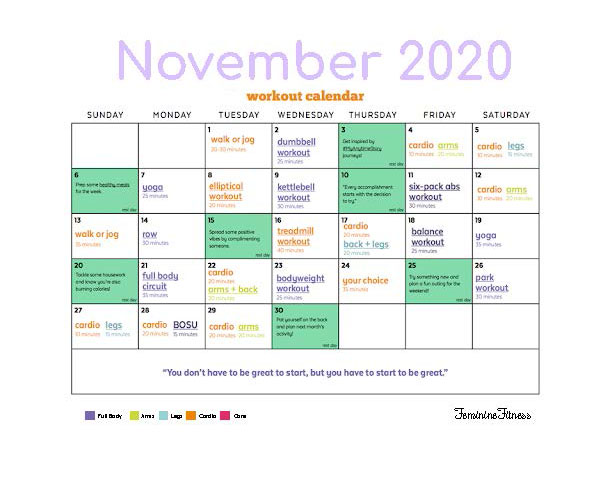 November 2020
workout calendar
SUNDAY MONDAY TUESDAY WEDNESDAY THURSDAY FRIDAY SATURDAY
1
walk or jog
20-30 minutes
2
dumbbell
workout
25 minutes
3
Get inspired by
journeys!
rest day
4
cardio arms
10 minutes 20 minutes
5
cardio legs
10 minutes 15 minutes
6
Prep some healthy meals
for the week.
rest day
7
yoga
25 minutes
8
elliptical
workout
20 minutes
9
kettlebell
workout
30 minutes
10
"Every accomplishment
starts with the decision
to try."
rest day
11
six-pack abs
workout
30 minutes
12
cardio arms
10 minutes 20 minutes
13
walk or jog
35 minutes
14
row
30 minutes
15
Spread some positive
vibes by complimenting
someone.
rest day
16
treadmill
workout
40 minutes
17
cardio
20 minutes
back + legs
20 minutes
18
balance
workout
25 minutes
19
yoga
35 minutes
20
Tackle some housework
and know you're also
burning calories!
rest day
21
full body
circuit
35 minutes
22
cardio
20 minutes
arms + back
30 minutes
23
bodyweight
workout
25 minutes
24
your choice
35 minutes
25
Try something new and
plan a fun outing for the
weekend!
rest day
26
park
workout
30 minutes
27
cardio legs
10 minutes 15 minutes
28
cardio BOSU
20 minutes 15 minutes
29
cardio arms
20 minutes 20 minutes
30
Pat yourself on the back
and plan next month's
activity!
rest day
"You don't have to be great to start, but you have to start to be great."
Full Body Arms Legs Cardio Core
Feminine Fitness